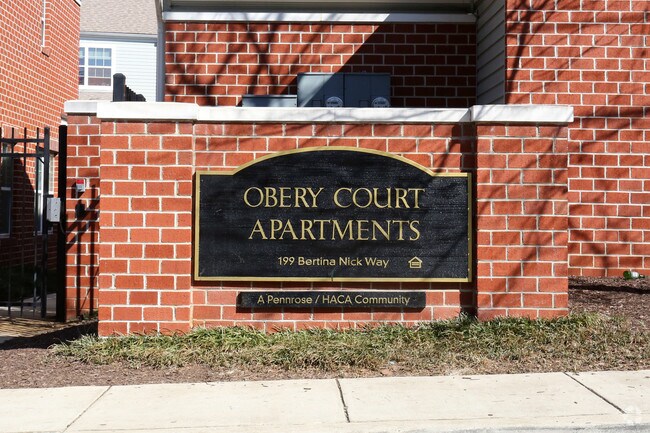 OBERY COURT
APARTMENTS
199 Bertina Nick Way
A Pennrose / HACA Community